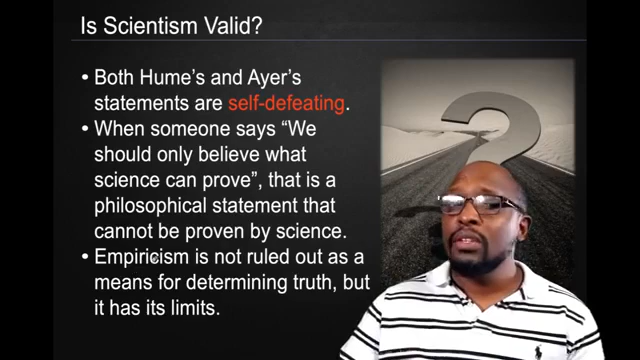 Is Scientism Valid?
• Both Hume's and Ayer's
statements are self-defeating.
• When someone says “We
should only believe what
science can prove”, that is a
philosophical statement that
cannot be proven by science.
• Empiricism is not ruled out as a
means for determining truth, but
it has its limits.